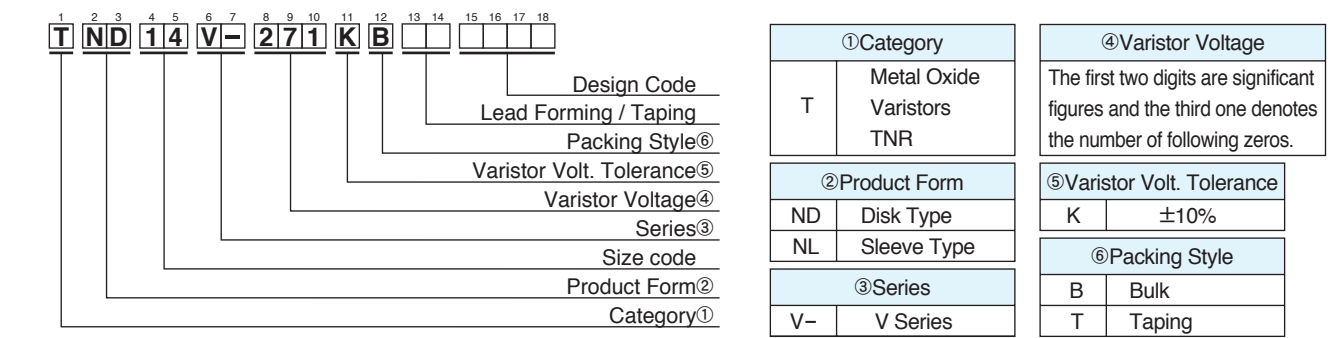 1 2 3 4 5 6 7 8 9 10 11 12 13 14 15 16 17 18
T ND 14 V− 271 K B
Design Code
Lead Forming / Taping
Packing Style⑥
Varistor Volt. Tolerance⑤
Varistor Voltage④
Series③
Size code
Product Form②
Category①
①Category
T
Metal Oxide
Varistors
TNR
②Product Form
ND Disk Type
NL Sleeve Type
③Series
V− V Series
④Varistor Voltage
The first two digits are significant
figures and the third one denotes
the number of following zeros.
⑤Varistor Volt. Tolerance
K ±10%
⑥Packing Style
B Bulk
T Taping